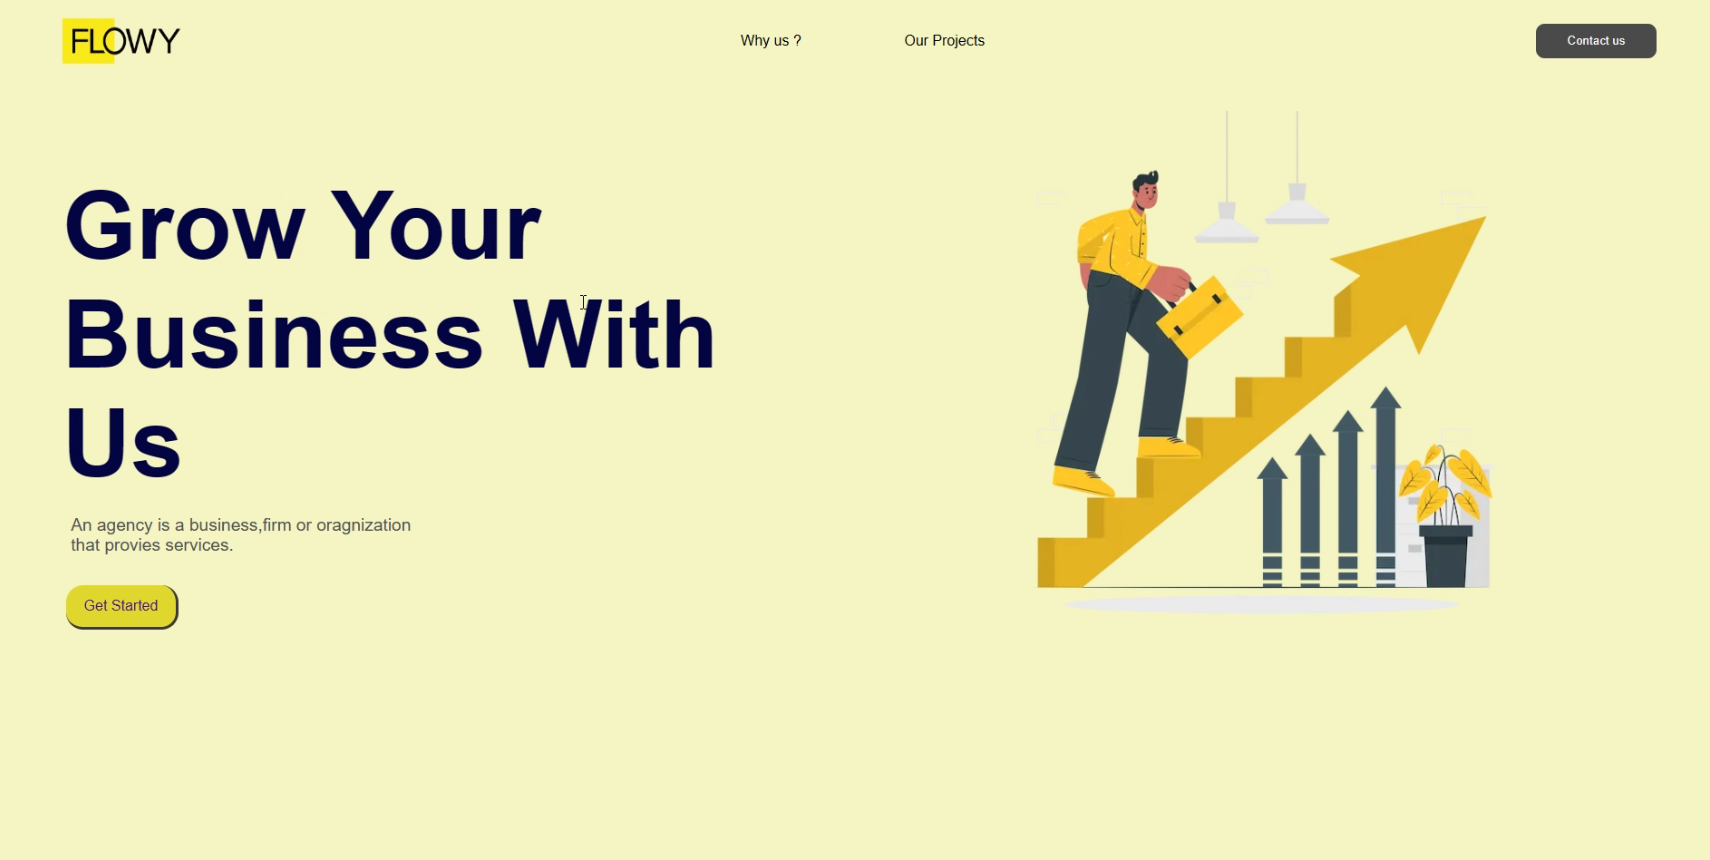 FLOWY
Why us ?
Our Projects
Contact us
Grow Your
Business With
Us
An agency is a business,firm or oragnization
that provies services.
Get Started